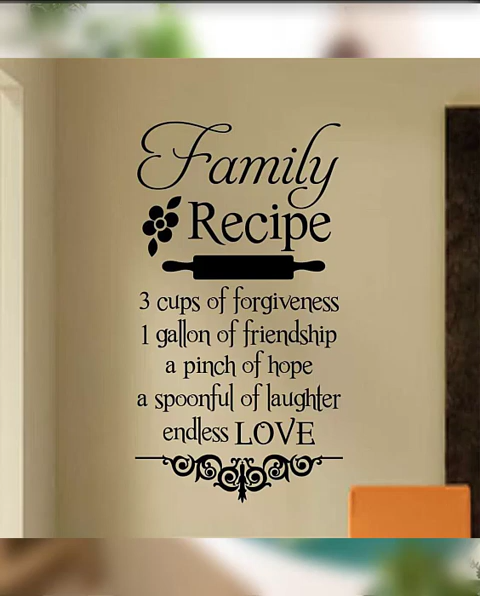 Family
Recipe
3 cups of forgiveness
1 gallon of friendship
a pinch of hope
a spoonful of laughter
endless LOVE